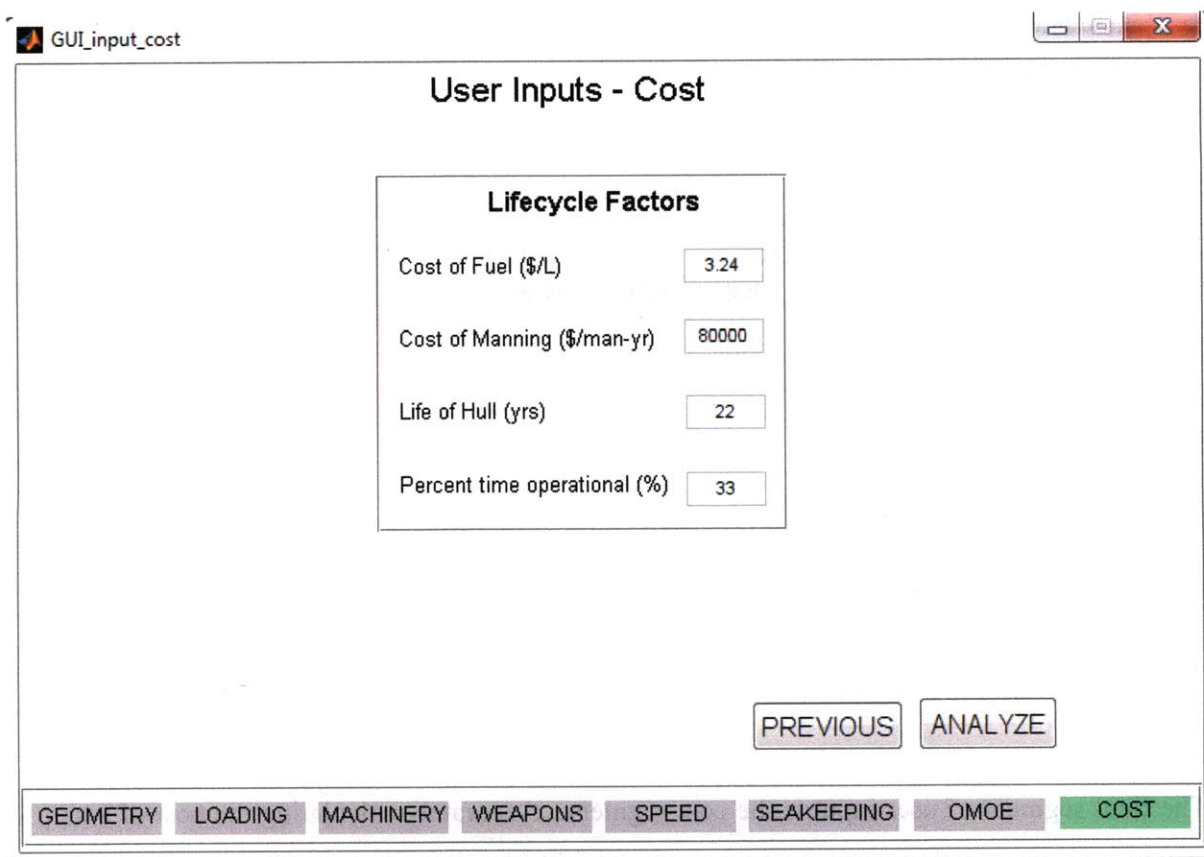 GUI_input_cost
User Inputs - Cost
Lifecycle Factors
Cost of Fuel ($/L) 3.24
Cost of Manning ($/man-yr) 80000
Life of Hull (yrs) 22
Percent time operational (%) 33
PREVIOUS ANALYZE
GEOMETRY LOADING MACHINERY WEAPONS SPEED SEAKEEPING OMOE COST